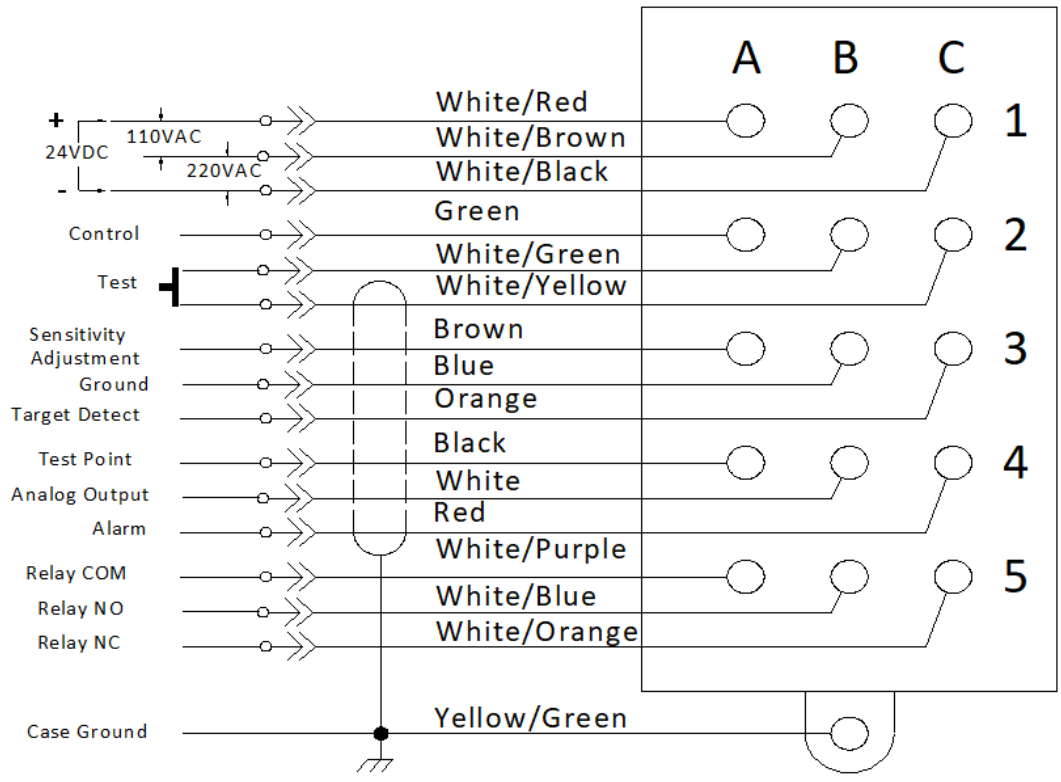 A B C
White/Red
+ 110VAC 1
White/Brown
24VDC
220VAC
White/Black
-
Green
Control 2
White/Green
Test
White/Yellow
Brown
Sensitivity
Adjustment 3
Blue
Ground
Orange
Target Detect
Black
Test Point 4
White
Analog Output
Red
Alarm
White/Purple
Relay COM 5
White/Blue
Relay NO
White/Orange
Relay NC
Yellow/Green
Case Ground